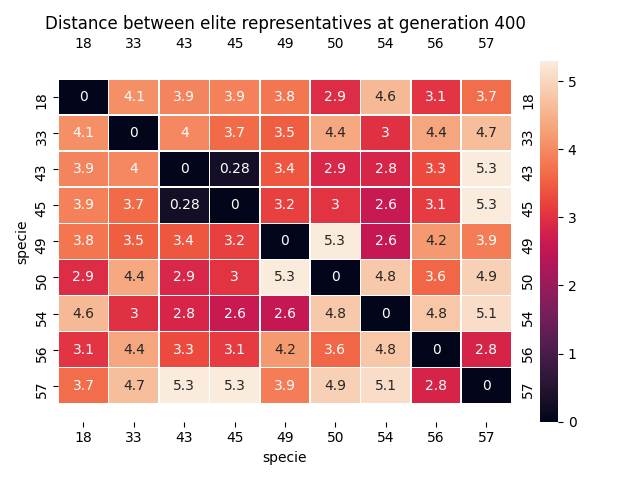 Distance between elite representatives at generation 400
18 33 43 45 49 50 54 56 57
18 0 4.1 3.9 3.9 3.8 2.9 4.6 3.1 3.7 18
33 4.1 0 4 3.7 3.5 4.4 3 4.4 4.7 33
43 3.9 4 0 0.28 3.4 2.9 2.8 3.3 5.3 43
45 3.9 3.7 0.28 0 3.2 3 2.6 3.1 5.3 45
specie
49 3.8 3.5 3.4 3.2 0 5.3 2.6 4.2 3.9 49
50 2.9 4.4 2.9 3 5.3 0 4.8 3.6 4.9 50
54 4.6 3 2.8 2.6 2.6 4.8 0 4.8 5.1 54
56 3.1 4.4 3.3 3.1 4.2 3.6 4.8 0 2.8 56
57 3.7 4.7 5.3 5.3 3.9 4.9 5.1 2.8 0 57
18 33 43 45 49 50 54 56 57
specie
5
4
3
2
1
0